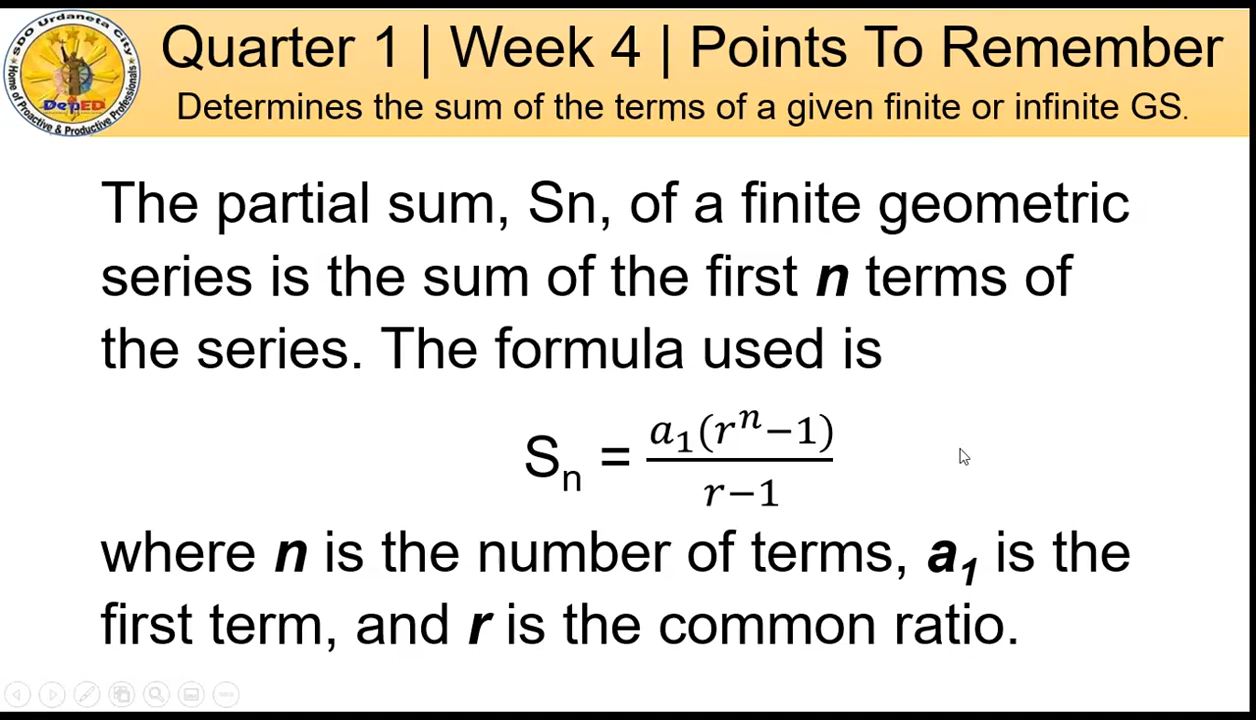 SDO Urdaneta City
DepED
Home of Proactive & Productive Professionals
Quarter 1 | Week 4 | Points To Remember
Determines the sum of the terms of a given finite or infinite GS.
The partial sum, Sn, of a finite geometric
series is the sum of the first n terms of
the series. The formula used is
Sₙ = a₁(rⁿ−1) / r−1
where n is the number of terms, a₁ is the
first term, and r is the common ratio.